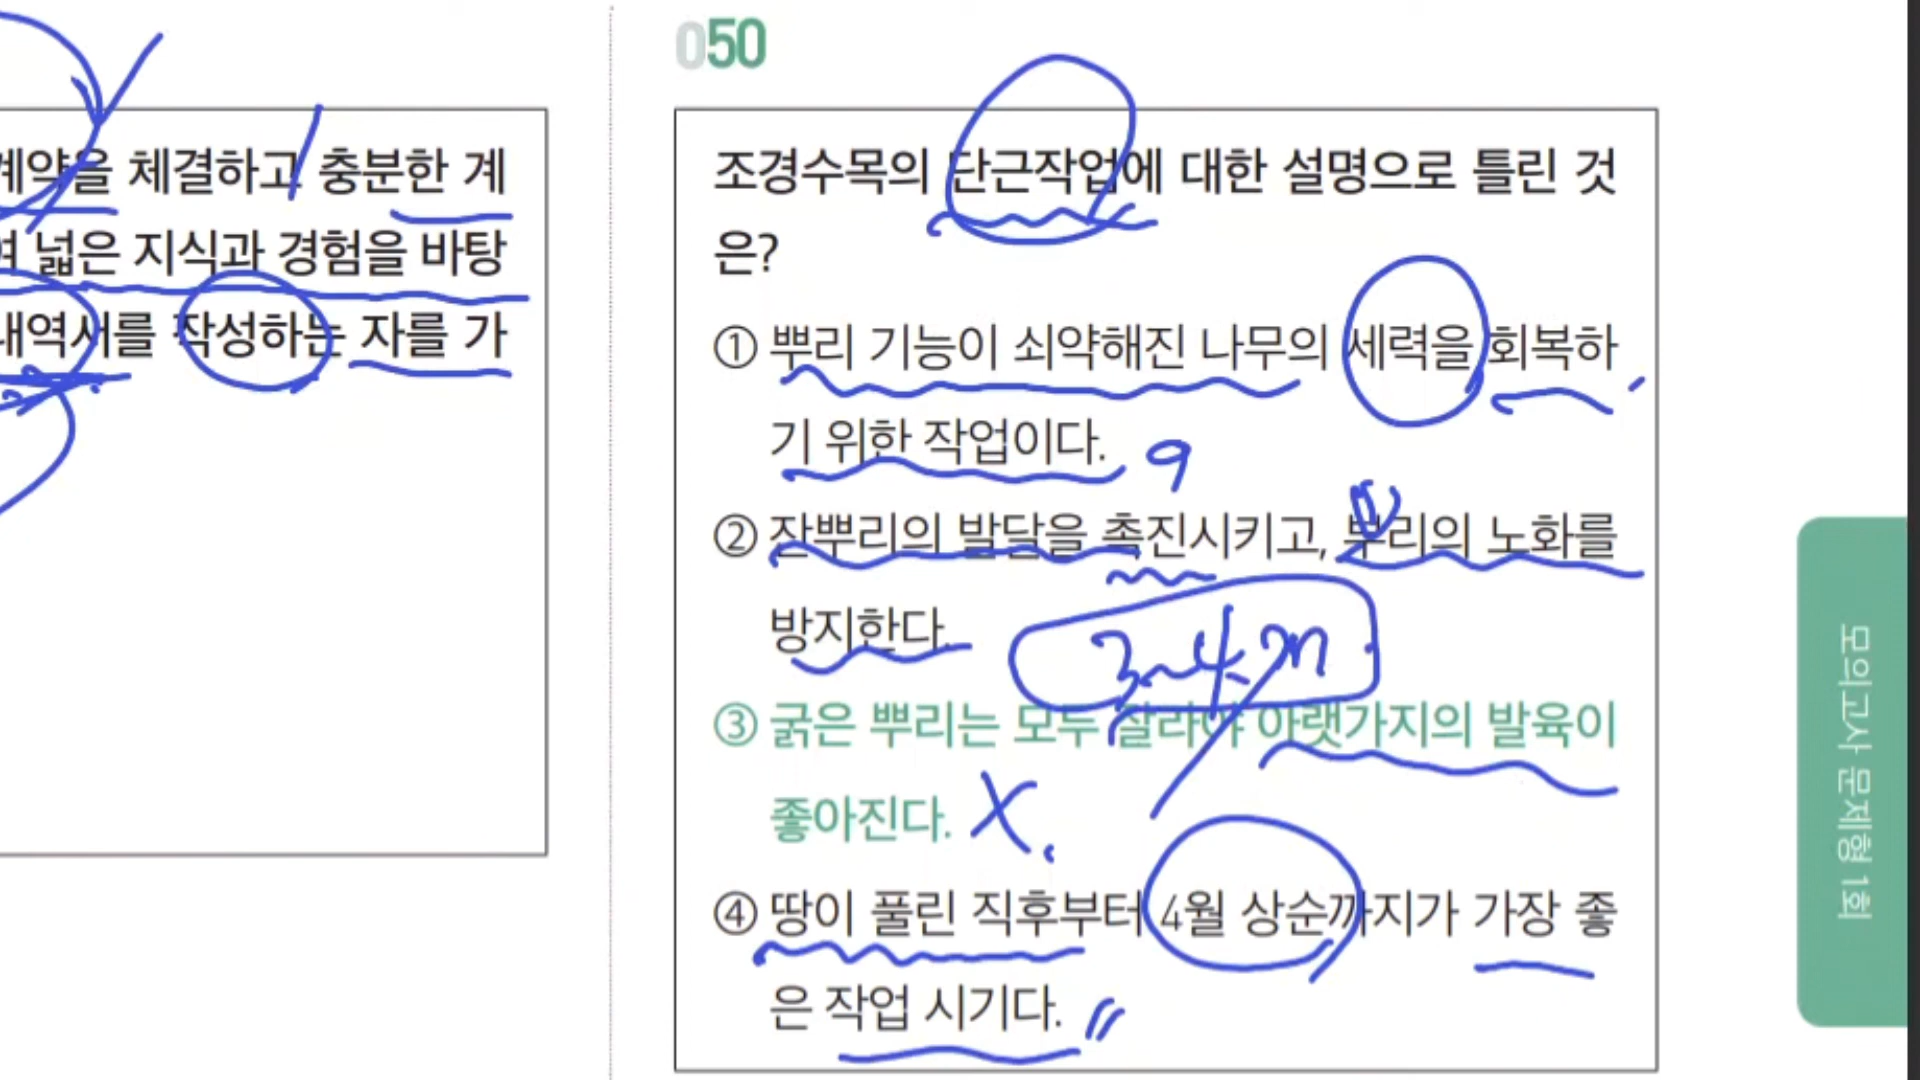 계약을 체결하고 충분한 계
여 넓은 지식과 경험을 바탕
내역서를 작성하는 자를 가
050
조경수목의 단근작업에 대한 설명으로 틀린 것
은?
① 뿌리 기능이 쇠약해진 나무의 세력을 회복하
기 위한 작업이다.
② 잔뿌리의 발달을 촉진시키고, 뿌리의 노화를
방지한다.
3~4개
③ 굵은 뿌리는 모두 잘라야 아랫가지의 발육이
좋아진다. X
④ 땅이 풀린 직후부터 4월 상순까지가 가장 좋
은 작업 시기다.
모의고사 문제형 1회